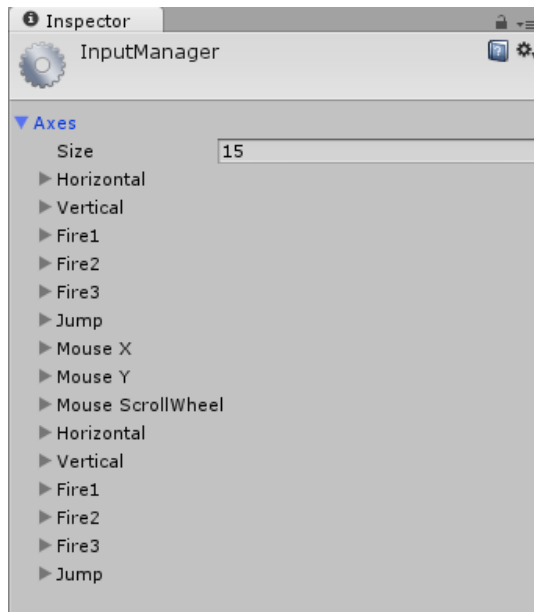 Inspector
InputManager
Axes
Size 15
Horizontal
Vertical
Fire1
Fire2
Fire3
Jump
Mouse X
Mouse Y
Mouse ScrollWheel
Horizontal
Vertical
Fire1
Fire2
Fire3
Jump